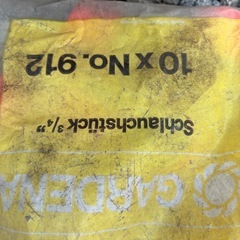 GARDENA
Schlauchstück 3/4"
10 x No. 912